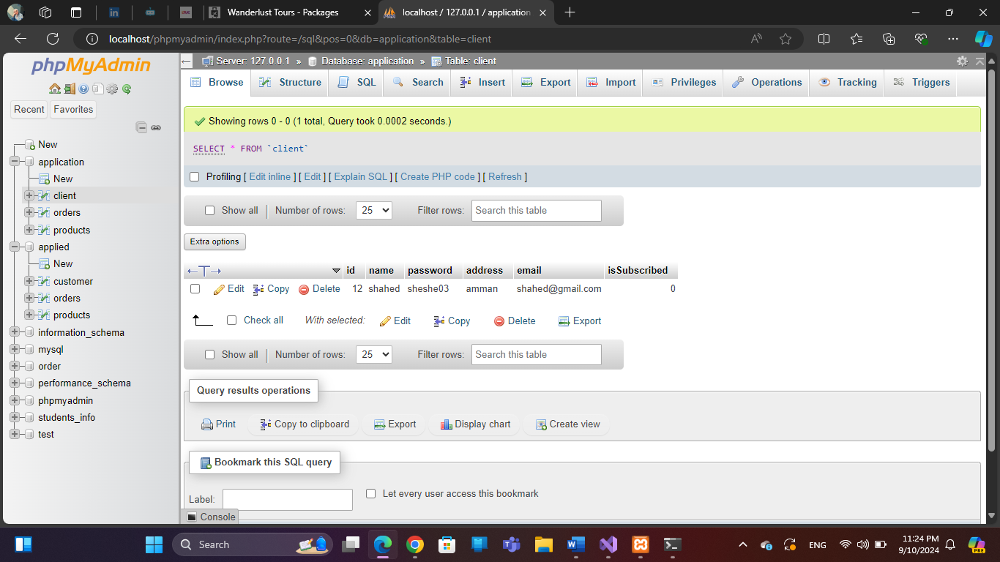 Wanderlust Tours - Packages
localhost / 127.0.0.1 / application
localhost/phpmyadmin/index.php?route=/sql&pos=0&db=application&table=client
phpMyAdmin
Recent Favorites
New
application
New
client
orders
products
applied
New
customer
orders
products
information_schema
mysql
order
performance_schema
phpmyadmin
students_info
test
Server: 127.0.0.1 » Database: application » Table: client
Browse Structure SQL Search Insert Export Import Privileges Operations Tracking Triggers
Showing rows 0 - 0 (1 total, Query took 0.0002 seconds.)
SELECT * FROM `client`
Profiling [ Edit inline ] [ Edit ] [ Explain SQL ] [ Create PHP code ] [ Refresh ]
Show all Number of rows: 25 Filter rows: Search this table
Extra options
id name password address email isSubscribed
Edit Copy Delete 12 shahed sheshe03 amman shahed@gmail.com 0
Check all With selected: Edit Copy Delete Export
Show all Number of rows: 25 Filter rows: Search this table
Query results operations
Print Copy to clipboard Export Display chart Create view
Bookmark this SQL query
Label: Let every user access this bookmark
Console
Search
ENG
11:24 PM
9/10/2024
PRE